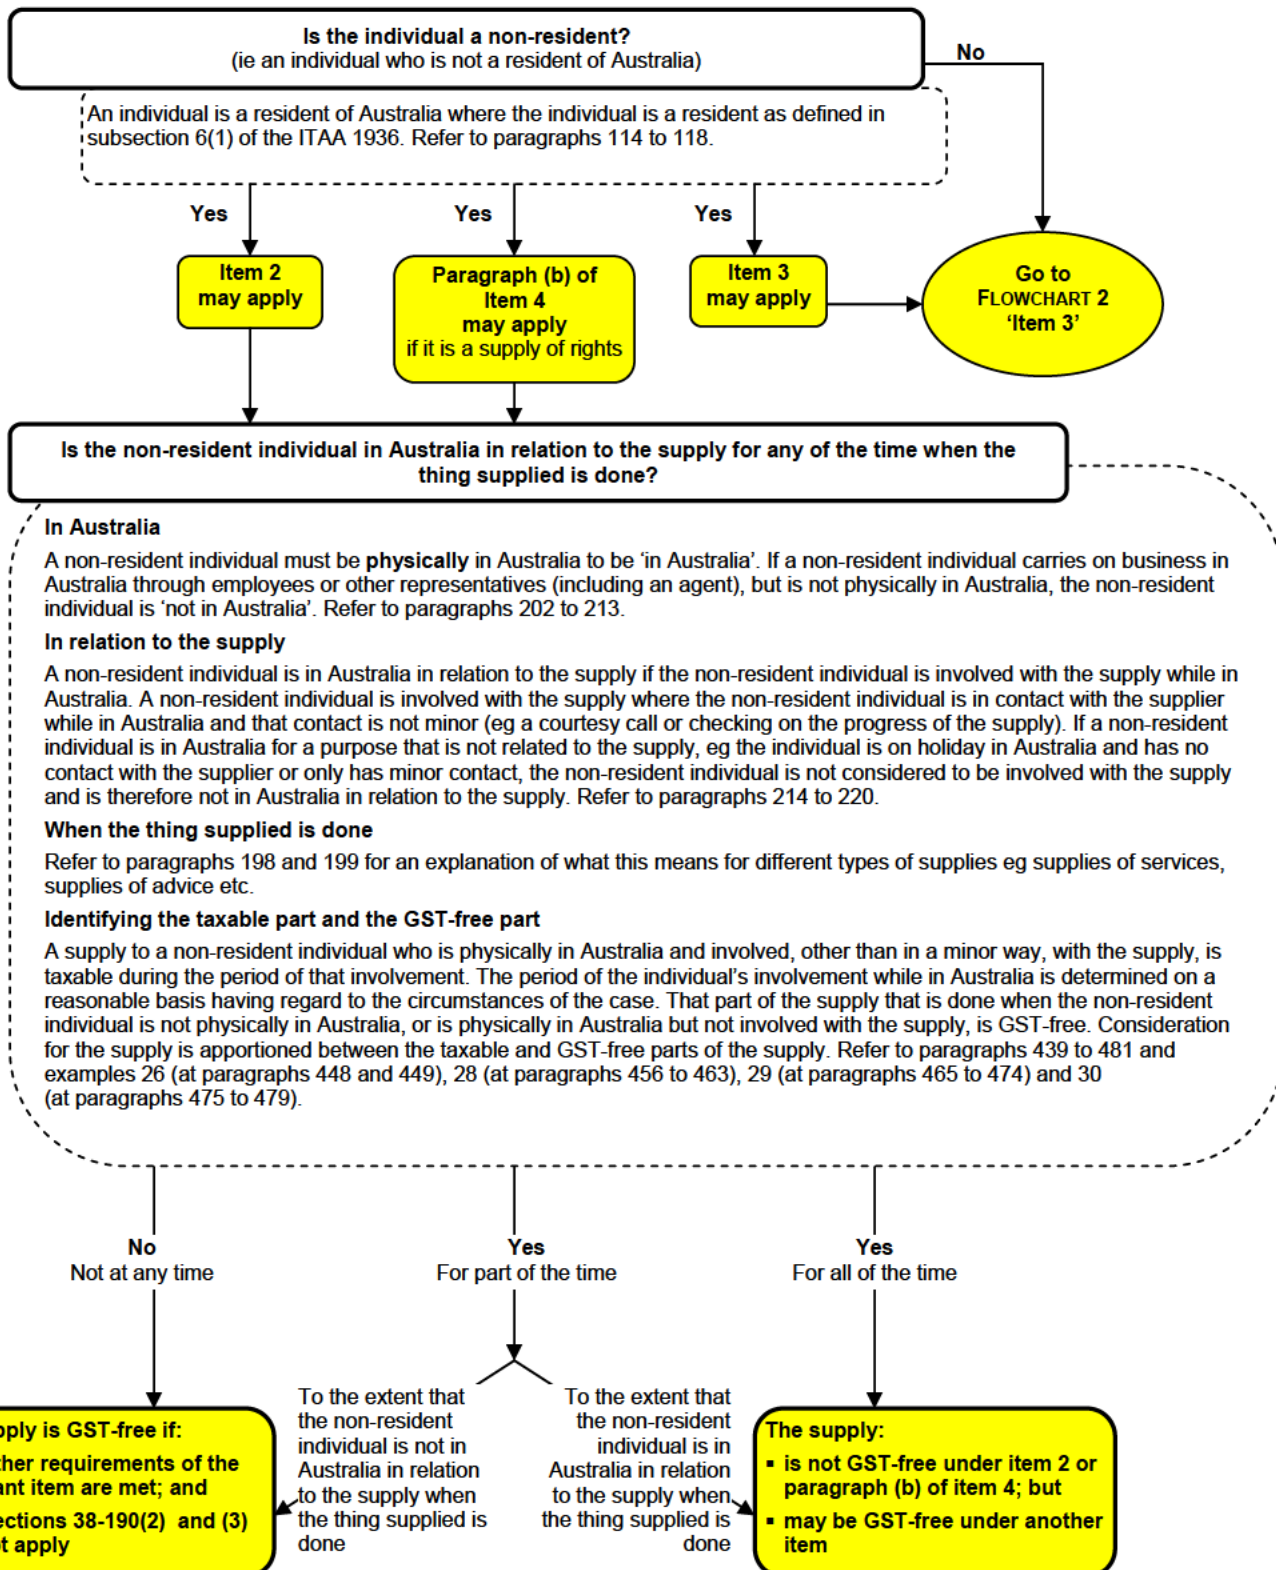 Is the individual a non-resident?
(ie an individual who is not a resident of Australia)
No
An individual is a resident of Australia where the individual is a resident as defined in
subsection 6(1) of the ITAA 1936. Refer to paragraphs 114 to 118.
Yes
Yes
Yes
Item 2
may apply
Paragraph (b) of
Item 4
may apply
if it is a supply of rights
Item 3
may apply
Go to
FLOWCHART 2
‘Item 3’
Is the non-resident individual in Australia in relation to the supply for any of the time when the
thing supplied is done?
In Australia
A non-resident individual must be physically in Australia to be ‘in Australia’. If a non-resident individual carries on business in
Australia through employees or other representatives (including an agent), but is not physically in Australia, the non-resident
individual is ‘not in Australia’. Refer to paragraphs 202 to 213.
In relation to the supply
A non-resident individual is in Australia in relation to the supply if the non-resident individual is involved with the supply while in
Australia. A non-resident individual is involved with the supply where the non-resident individual is in contact with the supplier
while in Australia and that contact is not minor (eg a courtesy call or checking on the progress of the supply). If a non-resident
individual is in Australia for a purpose that is not related to the supply, eg the individual is on holiday in Australia and has no
contact with the supplier or only has minor contact, the non-resident individual is not considered to be involved with the supply
and is therefore not in Australia in relation to the supply. Refer to paragraphs 214 to 220.
When the thing supplied is done
Refer to paragraphs 198 and 199 for an explanation of what this means for different types of supplies eg supplies of services,
supplies of advice etc.
Identifying the taxable part and the GST-free part
A supply to a non-resident individual who is physically in Australia and involved, other than in a minor way, with the supply, is
taxable during the period of that involvement. The period of the individual’s involvement while in Australia is determined on a
reasonable basis having regard to the circumstances of the case. That part of the supply that is done when the non-resident
individual is not physically in Australia, or is physically in Australia but not involved with the supply, is GST-free. Consideration
for the supply is apportioned between the taxable and GST-free parts of the supply. Refer to paragraphs 439 to 481 and
examples 26 (at paragraphs 448 and 449), 28 (at paragraphs 456 to 463), 29 (at paragraphs 465 to 474) and 30
(at paragraphs 475 to 479).
No
Not at any time
Yes
For part of the time
Yes
For all of the time
is GST-free if:
requirements of the
item are met; and
38-190(2) and (3)
apply
To the extent that
the non-resident
individual is not in
Australia in relation
to the supply when
the thing supplied is
done
To the extent that
the non-resident
individual is in
Australia in relation
to the supply when
the thing supplied is
done
The supply:
▪ is not GST-free under item 2 or
paragraph (b) of item 4; but
▪ may be GST-free under another
item